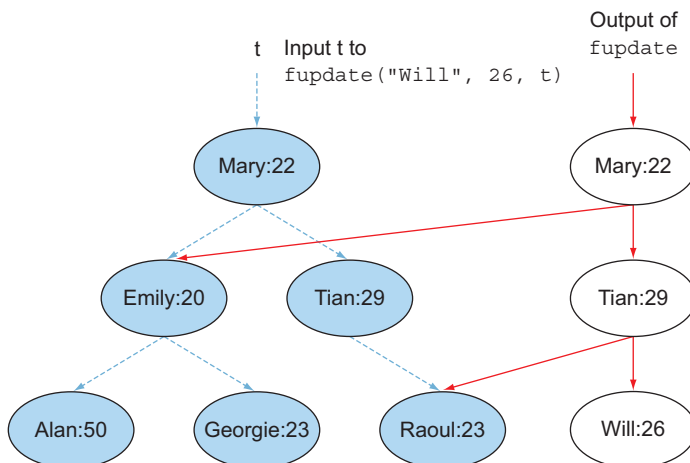 Output of
fupdate
t
Input t to
fupdate("Will", 26, t)
Mary:22
Mary:22
Emily:20
Tian:29
Tian:29
Alan:50
Georgie:23
Raoul:23
Will:26